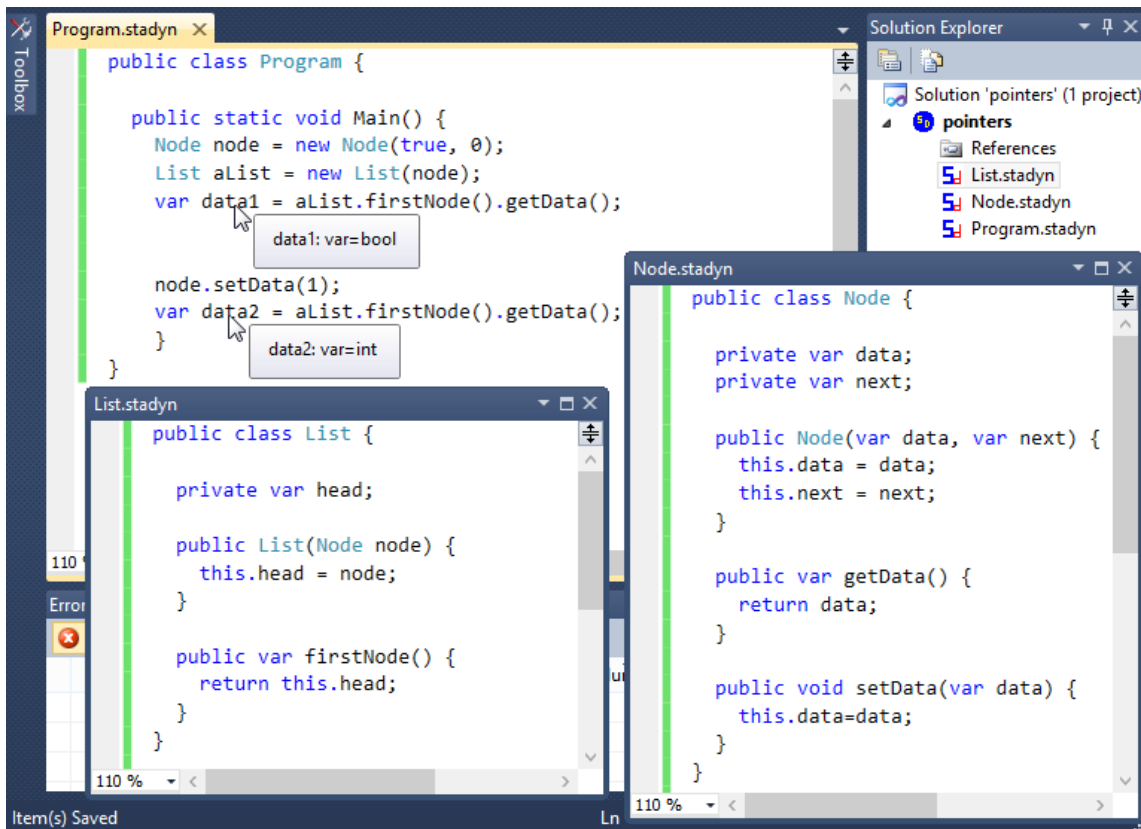 Toolbox
Program.stadyn
public class Program {
public static void Main() {
Node node = new Node(true, 0);
List aList = new List(node);
var data1 = aList.firstNode().getData();
data1: var=bool
node.setData(1);
var data2 = aList.firstNode().getData();
data2: var=int
}
}
110
Error
Item(s) Saved
Ln
Solution Explorer
Solution 'pointers' (1 project)
pointers
References
List.stadyn
Node.stadyn
Program.stadyn
List.stadyn
public class List {
private var head;
public List(Node node) {
this.head = node;
}
public var firstNode() {
return this.head;
}
}
110 %
Node.stadyn
public class Node {
private var data;
private var next;
public Node(var data, var next) {
this.data = data;
this.next = next;
}
public var getData() {
return data;
}
public void setData(var data) {
this.data=data;
}
}
110 %